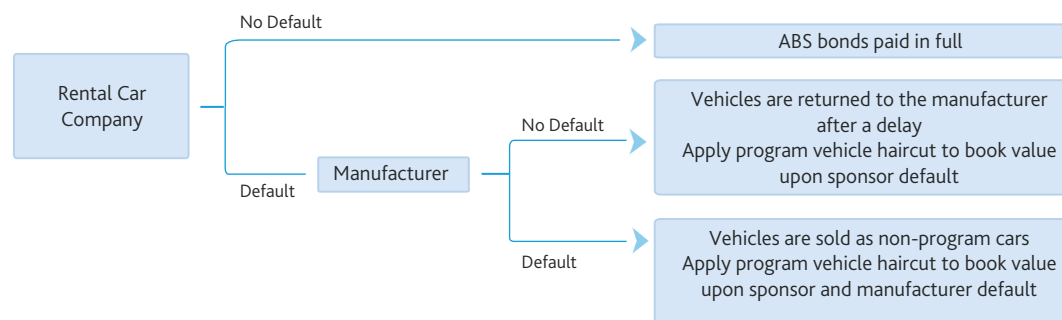 No Default
ABS bonds paid in full
Rental Car
Company
Vehicles are returned to the manufacturer
after a delay
Apply program vehicle haircut to book value
upon sponsor default
No Default
Manufacturer
Default
Vehicles are sold as non-program cars
Apply program vehicle haircut to book value
upon sponsor and manufacturer default
Default